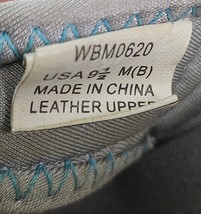 WBM0620
USA 9½ M(B)
MADE IN CHINA
LEATHER UPPER